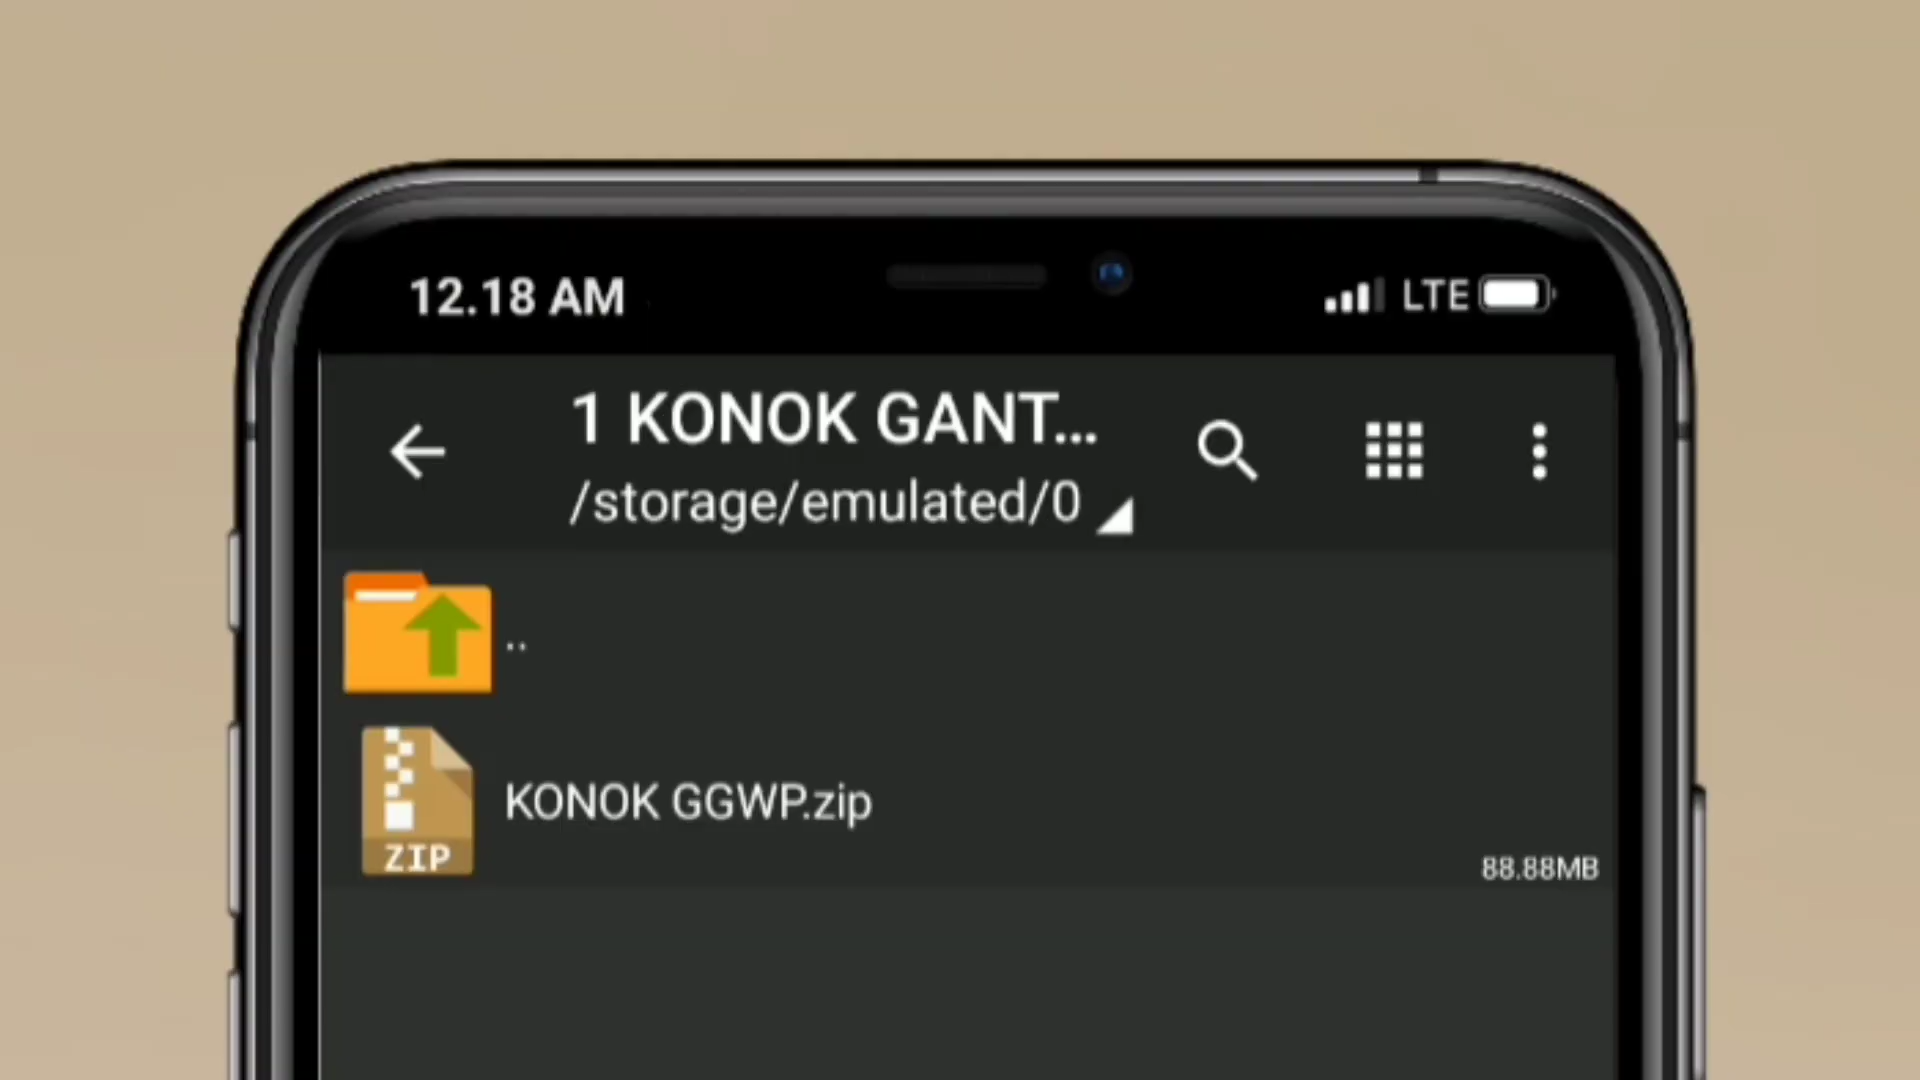 12.18 AM
LTE
1 KONOK GANT...
/storage/emulated/0
..
ZIP
KONOK GGWP.zip
88.88MB